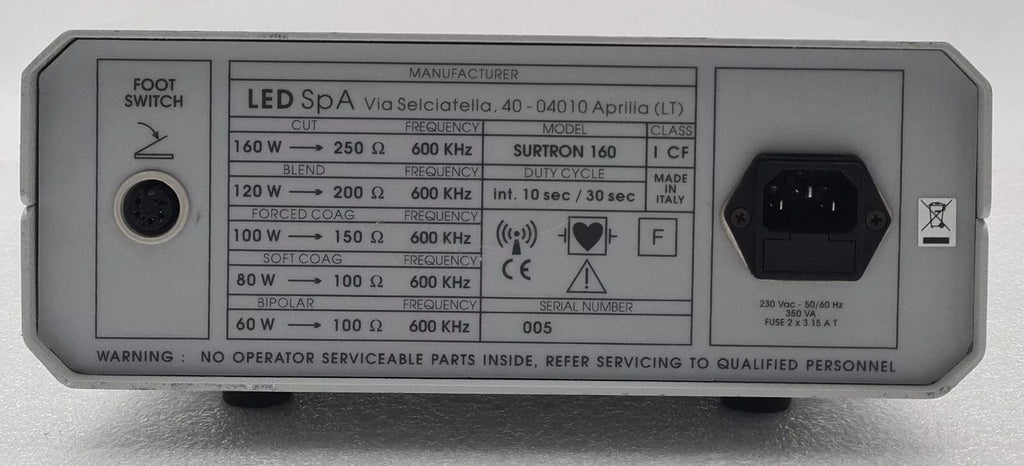 FOOT
SWITCH
MANUFACTURER
LED SpA Via Selciatella, 40 - 04010 Aprilia (LT)
CUT FREQUENCY
160 W → 250 Ω 600 KHz
BLEND FREQUENCY
120 W → 200 Ω 600 KHz
FORCED COAG FREQUENCY
100 W → 150 Ω 600 KHz
SOFT COAG FREQUENCY
80 W → 100 Ω 600 KHz
BIPOLAR FREQUENCY
60 W → 100 Ω 600 KHz
MODEL
SURTRON 160
CLASS
I CF
DUTY CYCLE
int. 10 sec / 30 sec
MADE
IN
ITALY
CE
F
SERIAL NUMBER
005
230 Vac - 50/60 Hz
350 VA
FUSE 2 x 3.15 A T
WARNING : NO OPERATOR SERVICEABLE PARTS INSIDE, REFER SERVICING TO QUALIFIED PERSONNEL